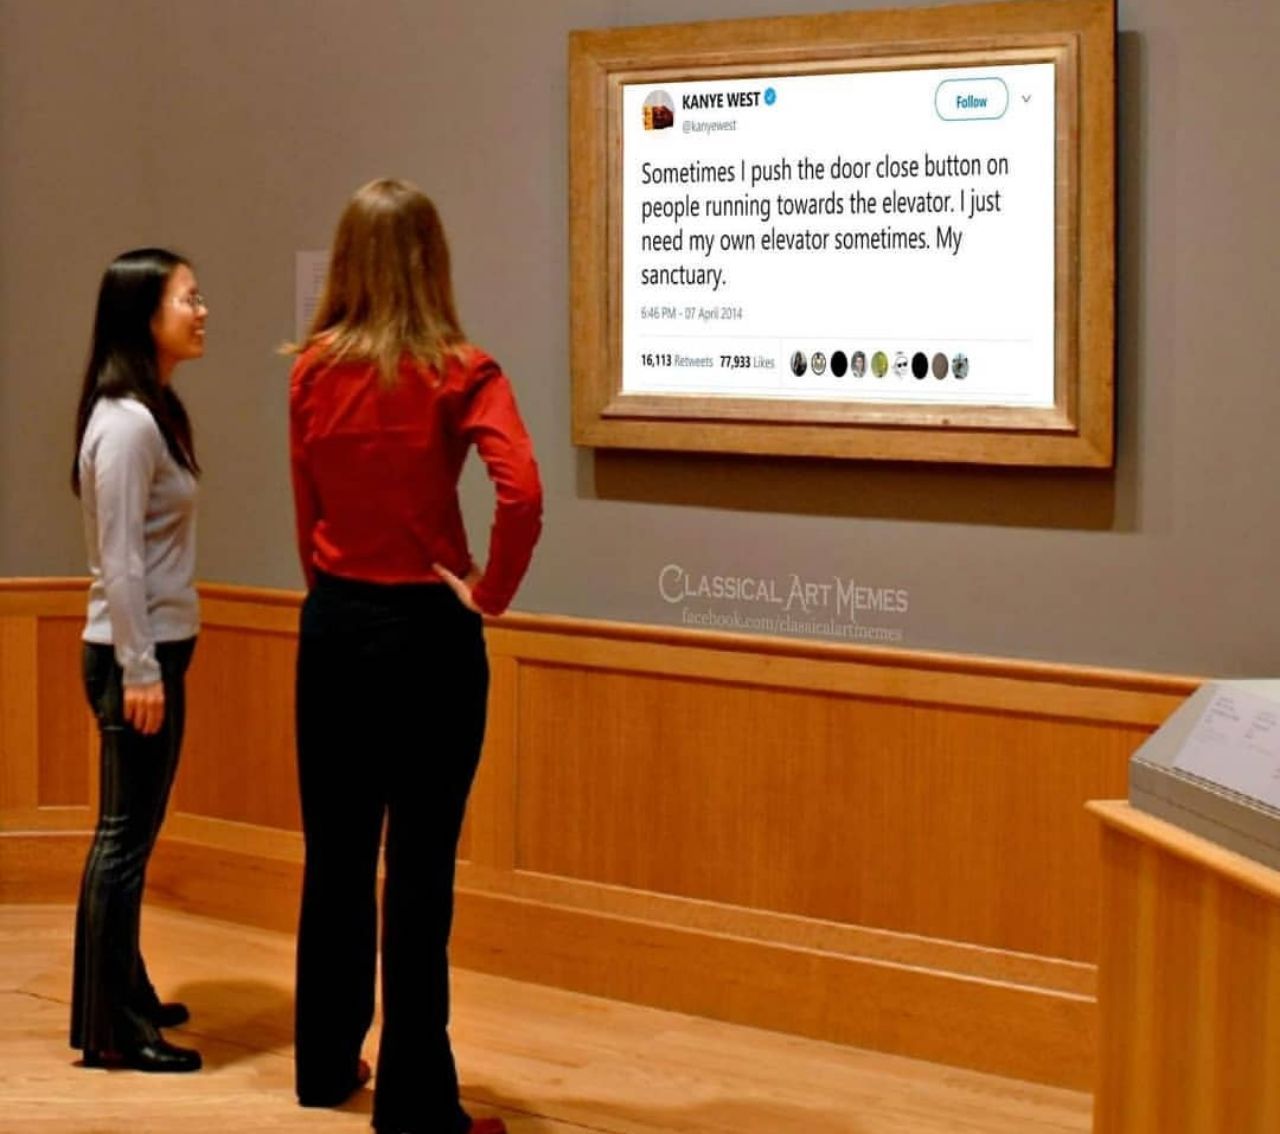 KANYE WEST
@kanyewest
Follow
Sometimes I push the door close button on
people running towards the elevator. I just
need my own elevator sometimes. My
sanctuary.
6:46 PM - 07 April 2014
16,113 Retweets 77,933 Likes
CLASSICAL ART MEMES
facebook.com/classicalartmemes